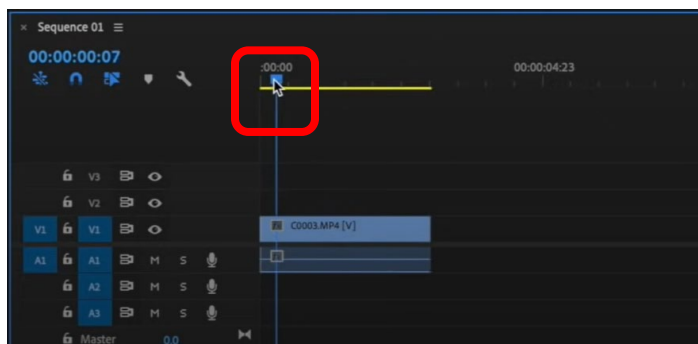 × Sequence 01
00:00:00:07
:00:00 00:00:04:23
V3
V2
V1 V1 C0003.MP4 [V]
A1 A1 M S
A2 M S
A3 M S
Master 0.0